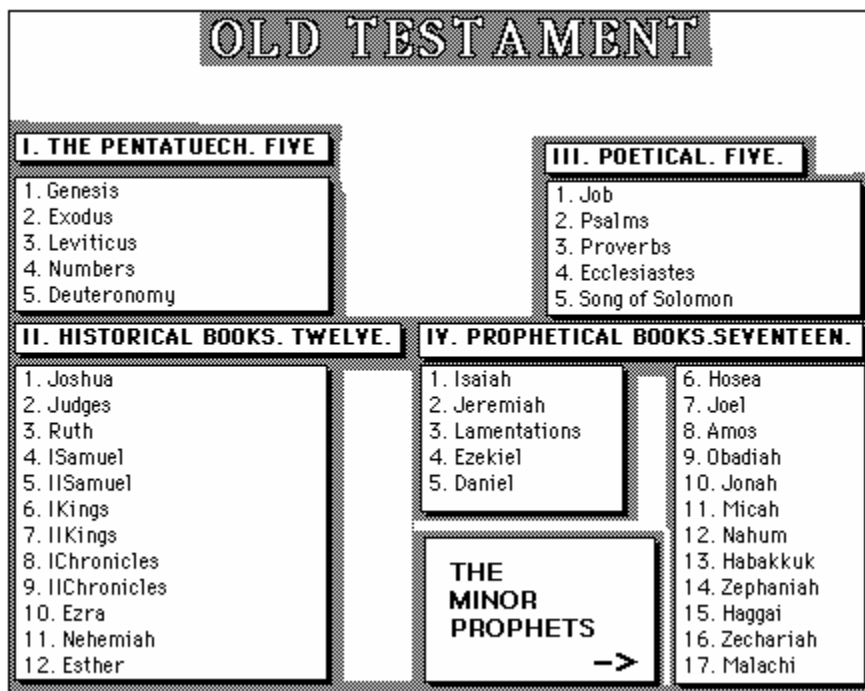 OLD TESTAMENT
I. THE PENTATUECH. FIVE
1. Genesis
2. Exodus
3. Leviticus
4. Numbers
5. Deuteronomy
II. HISTORICAL BOOKS. TWELVE.
1. Joshua
2. Judges
3. Ruth
4. ISamuel
5. IISamuel
6. IKings
7. IIKings
8. IChronicles
9. IIChronicles
10. Ezra
11. Nehemiah
12. Esther
III. POETICAL. FIVE.
1. Job
2. Psalms
3. Proverbs
4. Ecclesiastes
5. Song of Solomon
IV. PROPHETICAL BOOKS.SEVENTEEN.
1. Isaiah
2. Jeremiah
3. Lamentations
4. Ezekiel
5. Daniel
THE
MINOR
PROPHETS
->
6. Hosea
7. Joel
8. Amos
9. Obadiah
10. Jonah
11. Micah
12. Nahum
13. Habakkuk
14. Zephaniah
15. Haggai
16. Zechariah
17. Malachi